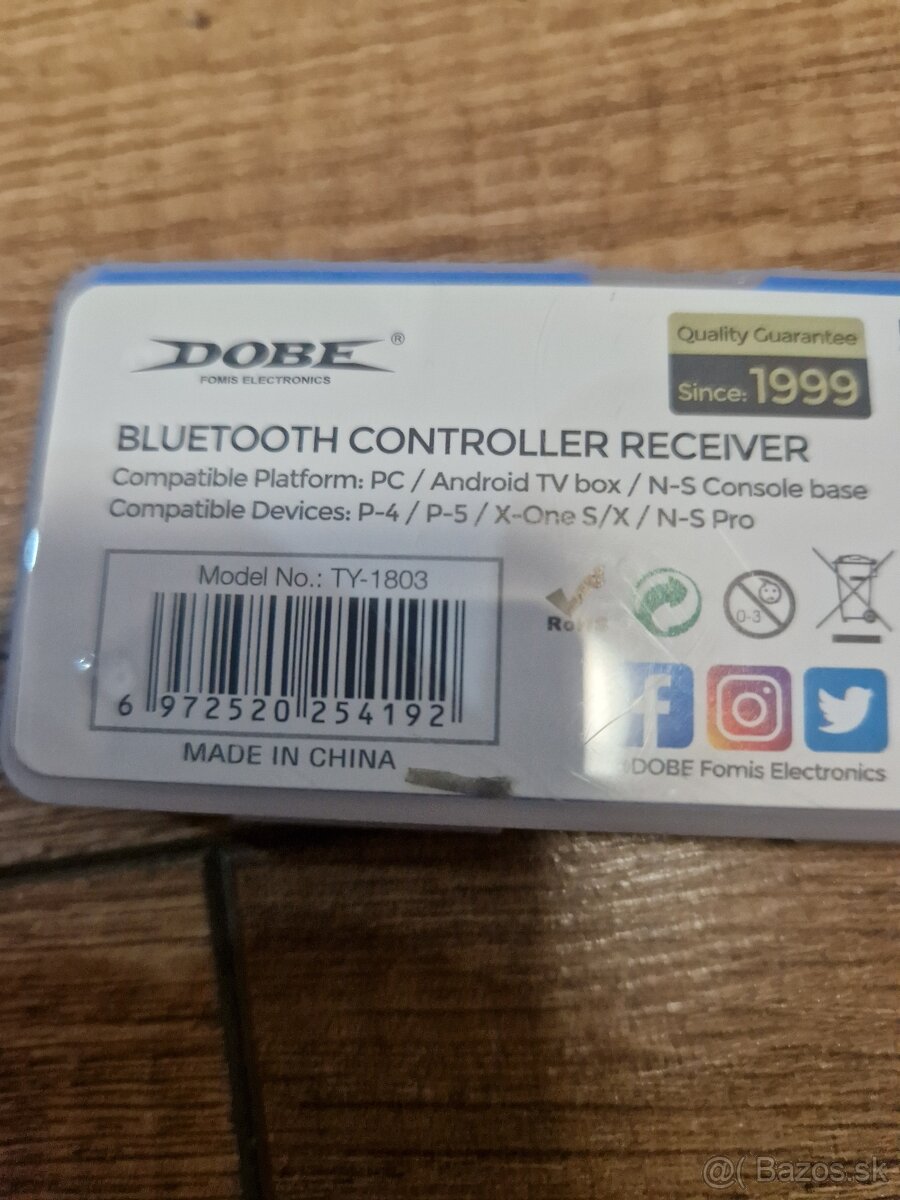 DOBE®
FOMIS ELECTRONICS
Quality Guarantee
Since: 1999
BLUETOOTH CONTROLLER RECEIVER
Compatible Platform: PC / Android TV box / N-S Console base
Compatible Devices: P-4 / P-5 / X-One S/X / N-S Pro
Model No.: TY-1803
6 972520 254192
MADE IN CHINA
RoHS
0-3
@DOBE Fomis Electronics
@( Bazos.sk